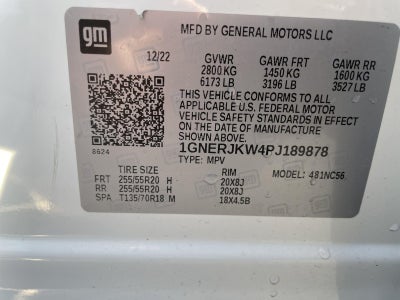 gm
MFD BY GENERAL MOTORS LLC
12/22
GVWR GAWR FRT GAWR RR
2800 KG 1450 KG 1600 KG
6173 LB 3196 LB 3527 LB
THIS VEHICLE CONFORMS TO ALL
APPLICABLE U.S. FEDERAL MOTOR
VEHICLE SAFETY STANDARDS IN
EFFECT ON THE DATE OF MANUFACTURE
SHOWN ABOVE.
8624
1GNERJKW4PJ189878
TYPE: MPV MODEL: 481NC56
TIRE SIZE RIM
FRT 255/55R20 H 20X8J
RR 255/55R20 H 20X8J
SPA T135/70R18 M 18X4.5B